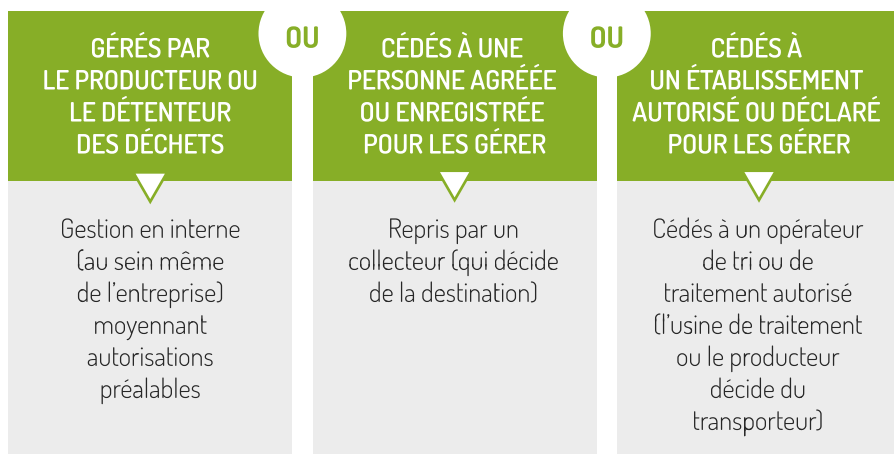 GÉRÉS PAR
LE PRODUCTEUR OU
LE DÉTENTEUR
DES DÉCHETS
OU
CÉDÉS À UNE
PERSONNE AGRÉÉE
OU ENREGISTRÉE
POUR LES GÉRER
OU
CÉDÉS À
UN ÉTABLISSEMENT
AUTORISÉ OU DÉCLARÉ
POUR LES GÉRER
Gestion en interne
(au sein même
de l'entreprise)
moyennant
autorisations
préalables
Repris par un
collecteur (qui décide
de la destination)
Cédés à un opérateur
de tri ou de
traitement autorisé
(l'usine de traitement
ou le producteur
décide du
transporteur)